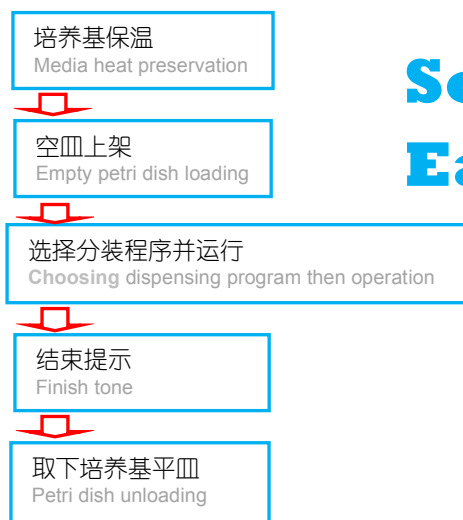 培养基保温
Media heat preservation
空皿上架
Empty petri dish loading
选择分装程序并运行
Choosing dispensing program then operation
结束提示
Finish tone
取下培养基平皿
Petri dish unloading